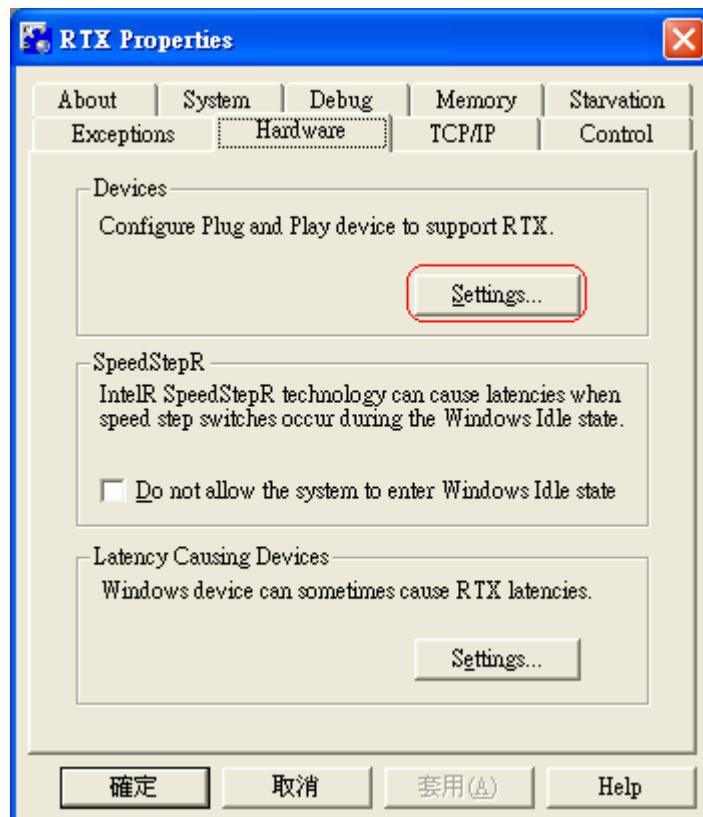 RTX Properties
About System Debug Memory Starvation
Exceptions Hardware TCP/IP Control
Devices
Configure Plug and Play device to support RTX.
Settings...
SpeedStepR
IntelR SpeedStepR technology can cause latencies when
speed step switches occur during the Windows Idle state.
Do not allow the system to enter Windows Idle state
Latency Causing Devices
Windows device can sometimes cause RTX latencies.
Settings...
確定 取消 套用(A) Help